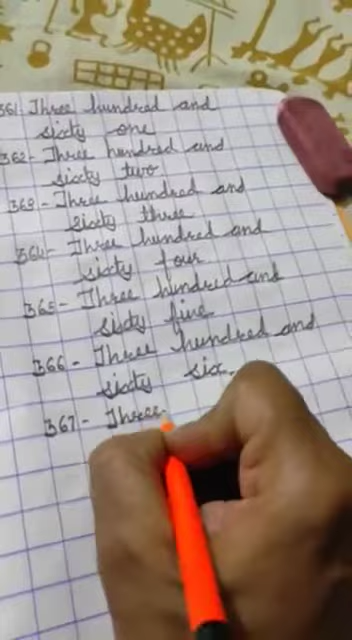 361- Three hundred and
sixty one
362- Three hundred and
sixty two
363- Three hundred and
sixty three
364- Three hundred and
sixty four
365- Three hundred and
sixty five
366- Three hundred and
sixty six.
367- Three